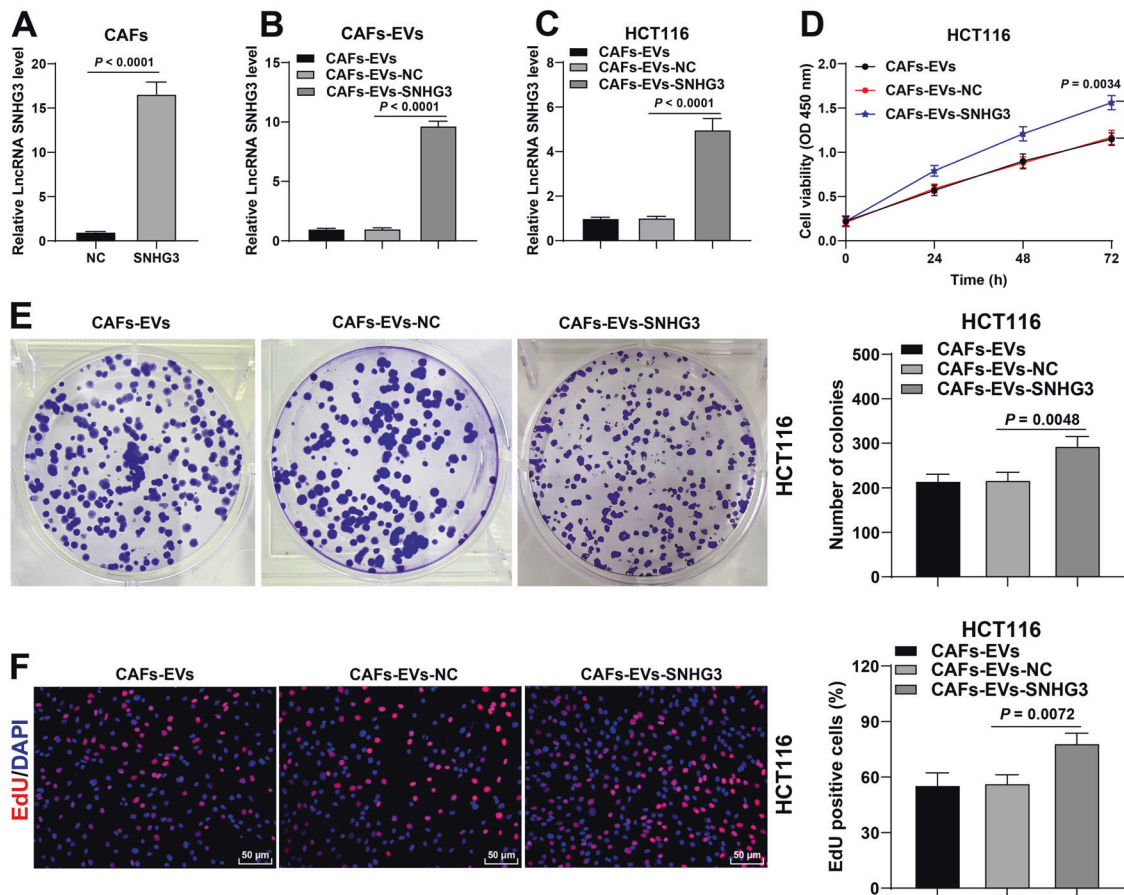 A
CAFs
Relative LncRNA SNHG3 level
20
15
10
5
0
P < 0.0001
NC SNHG3
B
CAFs-EVs
CAFs-EVs
CAFs-EVs-NC
CAFs-EVs-SNHG3
Relative LncRNA SNHG3 level
15
10
5
0
P < 0.0001
C
HCT116
CAFs-EVs
CAFs-EVs-NC
CAFs-EVs-SNHG3
Relative LncRNA SNHG3 level
8
6
4
2
0
P < 0.0001
D
HCT116
CAFs-EVs
CAFs-EVs-NC
CAFs-EVs-SNHG3
Cell viability (OD 450 nm)
2.0
1.5
1.0
0.5
0.0
P = 0.0034
0 24 48 72
Time (h)
E
CAFs-EVs CAFs-EVs-NC CAFs-EVs-SNHG3
HCT116
HCT116
CAFs-EVs
CAFs-EVs-NC
CAFs-EVs-SNHG3
Number of colonies
500
400
300
200
100
0
P = 0.0048
F
CAFs-EVs CAFs-EVs-NC CAFs-EVs-SNHG3
EdU/DAPI
50 μm 50 μm 50 μm
HCT116
HCT116
CAFs-EVs
CAFs-EVs-NC
CAFs-EVs-SNHG3
EdU positive cells (%)
120
90
60
30
0
P = 0.0072